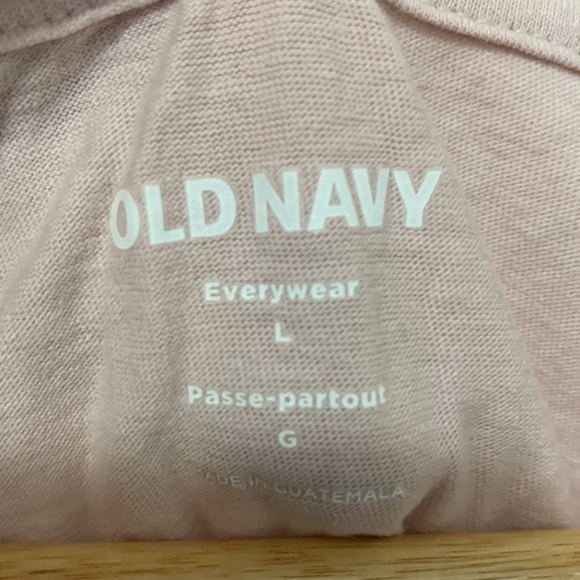 OLD NAVY
Everywear
L
Passe-partout
G
MADE IN GUATEMALA